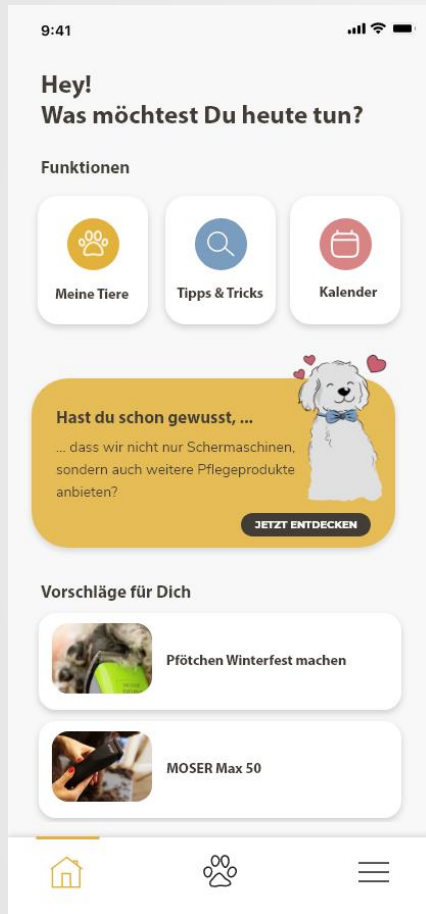 9:41
Hey!
Was möchtest Du heute tun?
Funktionen
Meine Tiere
Tipps & Tricks
Kalender
Hast du schon gewusst, ...
... dass wir nicht nur Schermaschinen,
sondern auch weitere Pflegeprodukte
anbieten?
JETZT ENTDECKEN
Vorschläge für Dich
Pfötchen Winterfest machen
MOSER Max 50